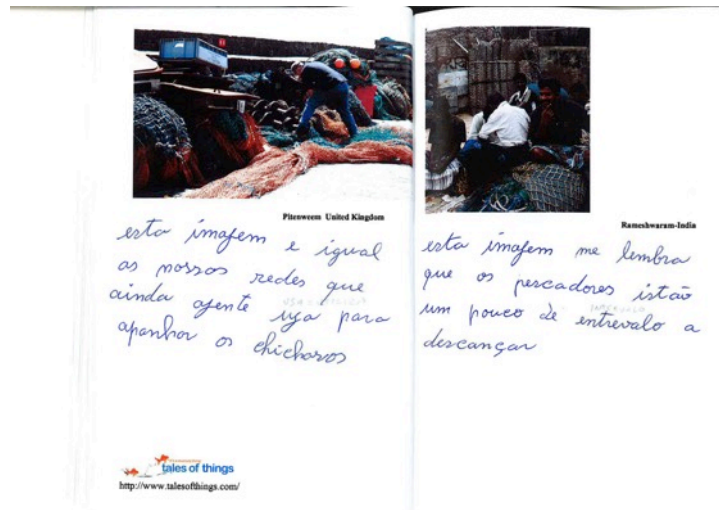 Pittenweem United Kingdom
esta imagem e igual
as nossas redes que
ainda agente usa para
apanhar os chicharos
tales of things
http://www.talesofthings.com/
Rameshwaram-India
esta imagem me lembra
que os pescadores istão
um pouco de entrevalo a
descançar